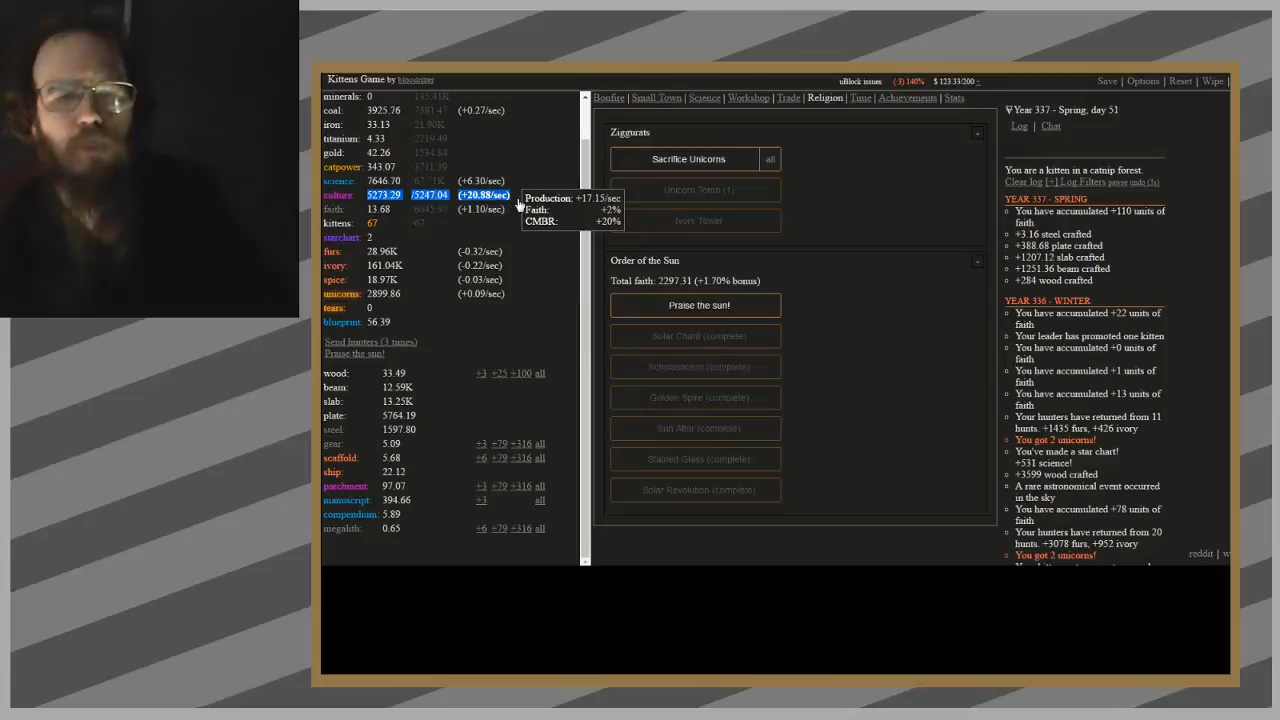 Kittens Game by bloodrizer
uBlock issues (:3) 140% $ 123.33/200 -
Save | Options | Reset | Wipe |
minerals: 0 145.41K
coal: 3925.76 7381.47 (+0.27/sec)
iron: 33.13 21.90K
titanium: 4.33 2719.49
gold: 42.26 1534.84
catpower: 343.07 3711.39
science: 7646.70 (+6.30/sec)
culture: 5273.29 /5247.04 (+20.88/sec)
faith: 13.68 6045.97 (+1.10/sec)
kittens: 67 67
starchart: 2
furs: 28.96K (-0.32/sec)
ivory: 161.04K (-0.22/sec)
spice: 18.97K (-0.03/sec)
unicorns: 2899.86 (+0.09/sec)
tears: 0
blueprint: 56.39
Send hunters (3 times)
Praise the sun!
wood: 33.49 +3 +25 +100 all
beam: 12.59K
slab: 13.25K
plate: 5764.19
steel: 1597.80
gear: 5.09 +3 +79 +316 all
scaffold: 5.68 +6 +79 +316 all
ship: 22.12
parchment: 97.07 +3 +79 +316 all
manuscript: 394.66 +3 all
compendium: 5.89
megalith: 0.65 +6 +79 +316 all
Production: +17.15/sec
Faith: +2%
CMBR: +20%
Bonfire | Small Town | Science | Workshop | Trade | Religion | Time | Achievements | Stats
Ziggurats
-
Sacrifice Unicorns all
Unicorn Tomb (1)
Ivory Tower
Order of the Sun
-
Total faith: 2297.31 (+1.70% bonus)
Praise the sun!
Solar Chant (complete)
Scholasticism (complete)
Golden Spire (complete)
Sun Altar (complete)
Stained Glass (complete)
Solar Revolution (complete)
Year 337 - Spring, day 51
Log | Chat
You are a kitten in a catnip forest.
Clear log [+] Log Filters pause
YEAR 337 - SPRING
You have accumulated +110 units of
faith
+3.16 steel crafted
+388.68 plate crafted
+1207.12 slab crafted
+1251.36 beam crafted
+284 wood crafted
YEAR 336 - WINTER
You have accumulated +22 units of
faith
Your leader has promoted one kitten
You have accumulated +0 units of
faith
You have accumulated +1 units of
faith
You have accumulated +13 units of
faith
Your hunters have returned from 11
hunts. +1435 furs, +426 ivory
You got 2 unicorns!
You've made a star chart!
+531 science!
+3599 wood crafted
A rare astronomical event occurred
in the sky
You have accumulated +78 units of
faith
Your hunters have returned from 20
hunts. +3078 furs, +952 ivory
You got 2 unicorns!
reddit | w